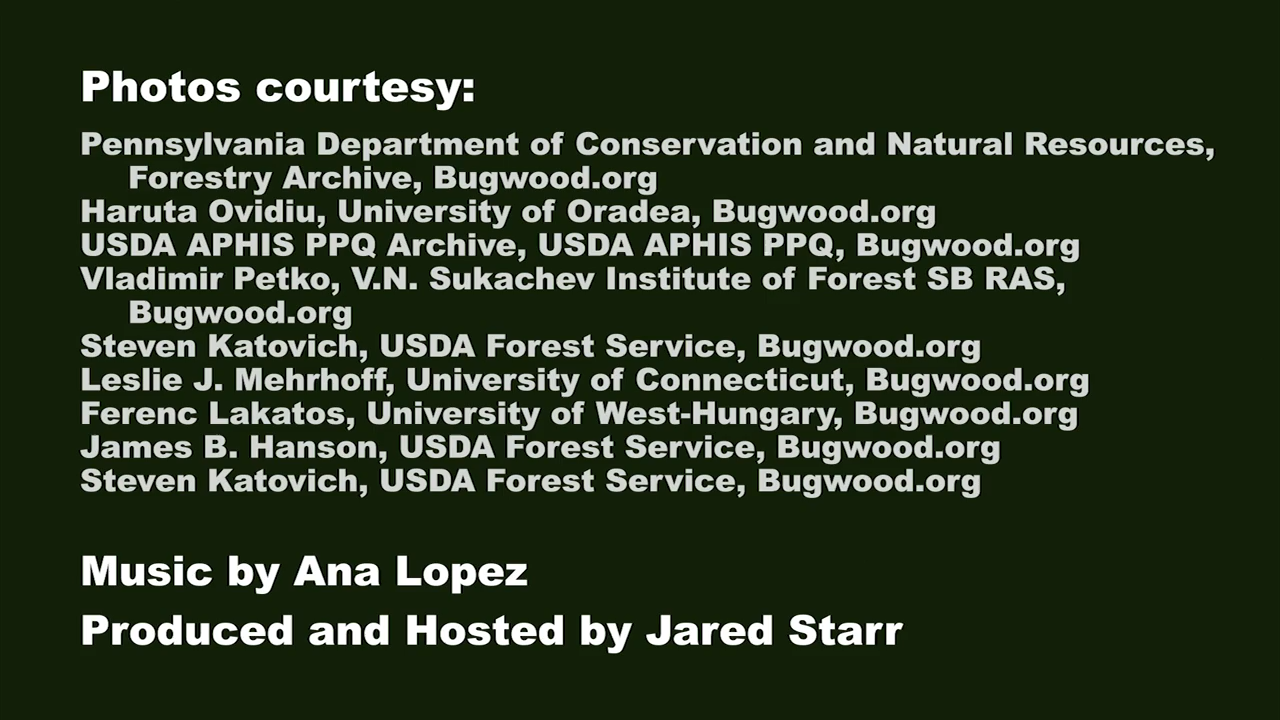 Photos courtesy:
Pennsylvania Department of Conservation and Natural Resources,
Forestry Archive, Bugwood.org
Haruta Ovidiu, University of Oradea, Bugwood.org
USDA APHIS PPQ Archive, USDA APHIS PPQ, Bugwood.org
Vladimir Petko, V.N. Sukachev Institute of Forest SB RAS,
Bugwood.org
Steven Katovich, USDA Forest Service, Bugwood.org
Leslie J. Mehrhoff, University of Connecticut, Bugwood.org
Ferenc Lakatos, University of West-Hungary, Bugwood.org
James B. Hanson, USDA Forest Service, Bugwood.org
Steven Katovich, USDA Forest Service, Bugwood.org
Music by Ana Lopez
Produced and Hosted by Jared Starr